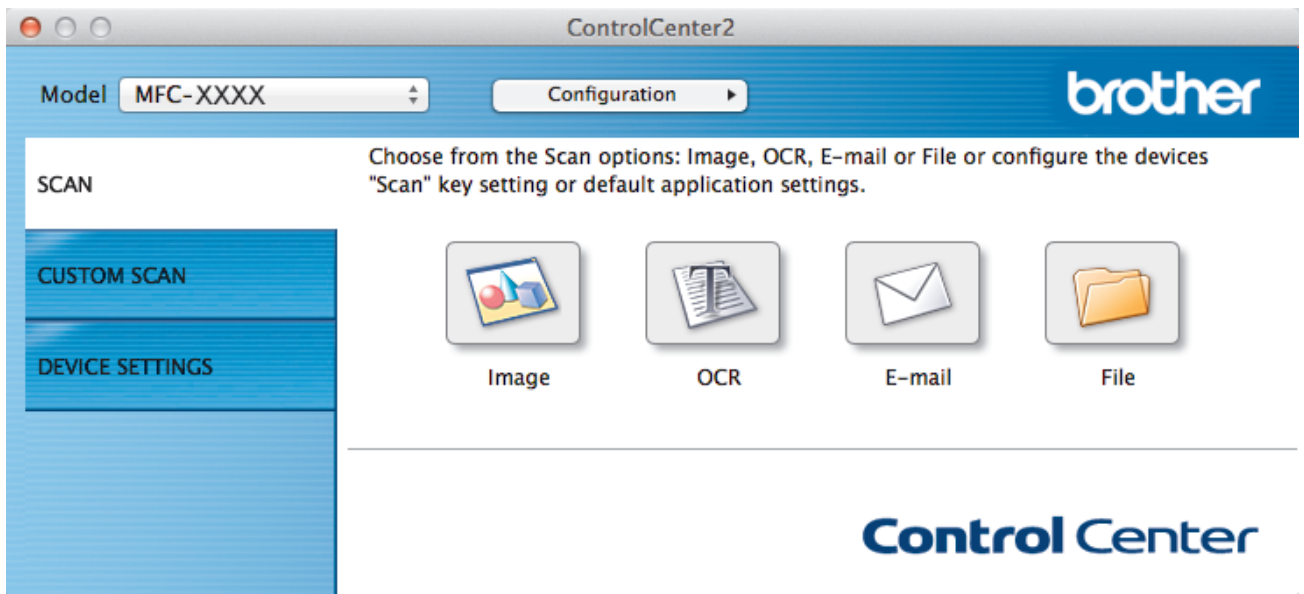 ControlCenter2
Model MFC-XXXX Configuration brother
SCAN
Choose from the Scan options: Image, OCR, E-mail or File or configure the devices
"Scan" key setting or default application settings.
CUSTOM SCAN
DEVICE SETTINGS
T
Image OCR E-mail File
Control Center